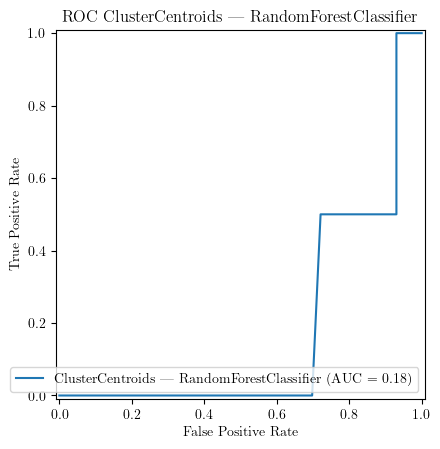 ROC ClusterCentroids — RandomForestClassifier
1.0
0.8
0.6
0.4
0.2
0.0
True Positive Rate
ClusterCentroids — RandomForestClassifier (AUC = 0.18)
0.0 0.2 0.4 0.6 0.8 1.0
False Positive Rate